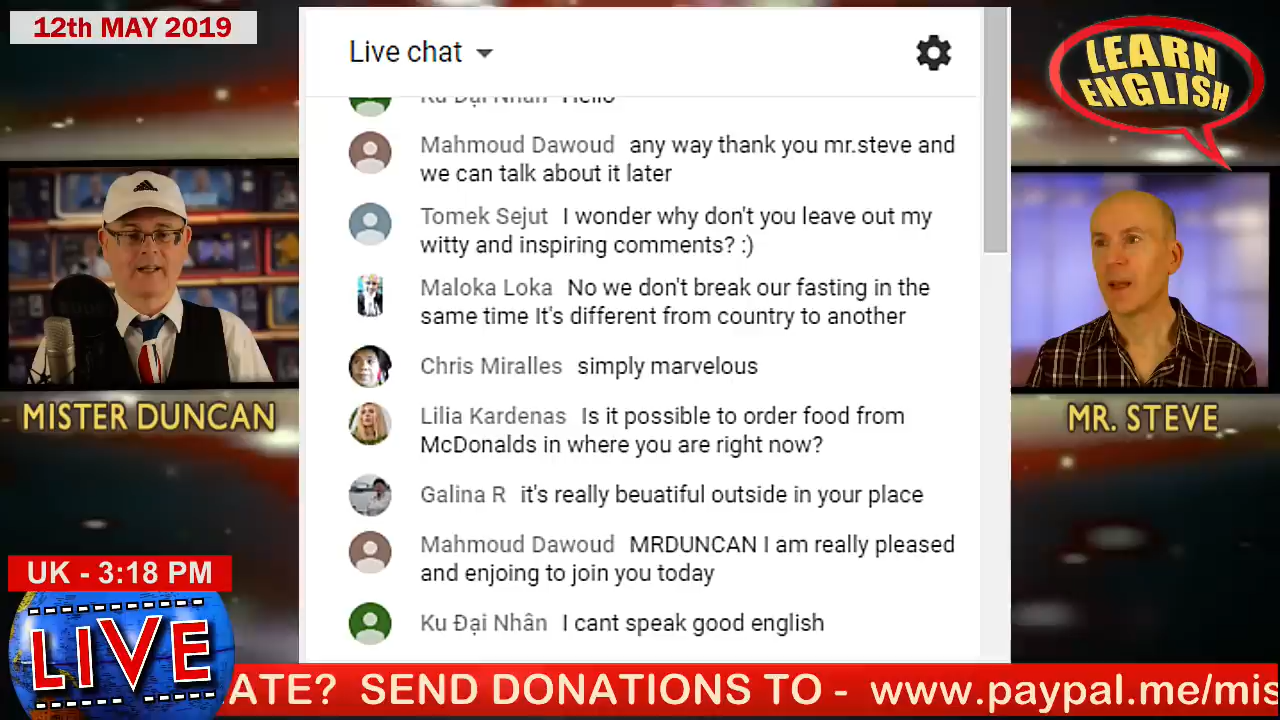 12th MAY 2019
Live chat
LEARN
ENGLISH
Ku Đại Nhân Hello
Mahmoud Dawoud any way thank you mr.steve and
we can talk about it later
Tomek Sejut I wonder why don't you leave out my
witty and inspiring comments? :)
Maloka Loka No we don't break our fasting in the
same time It's different from country to another
Chris Miralles simply marvelous
Lilia Kardenas Is it possible to order food from
McDonalds in where you are right now?
Galina R it's really beuatiful outside in your place
Mahmoud Dawoud MRDUNCAN I am really pleased
and enjoing to join you today
Ku Đại Nhân I cant speak good english
MISTER DUNCAN
MR. STEVE
UK - 3:18 PM
LIVE
ATE? SEND DONATIONS TO - www.paypal.me/mis